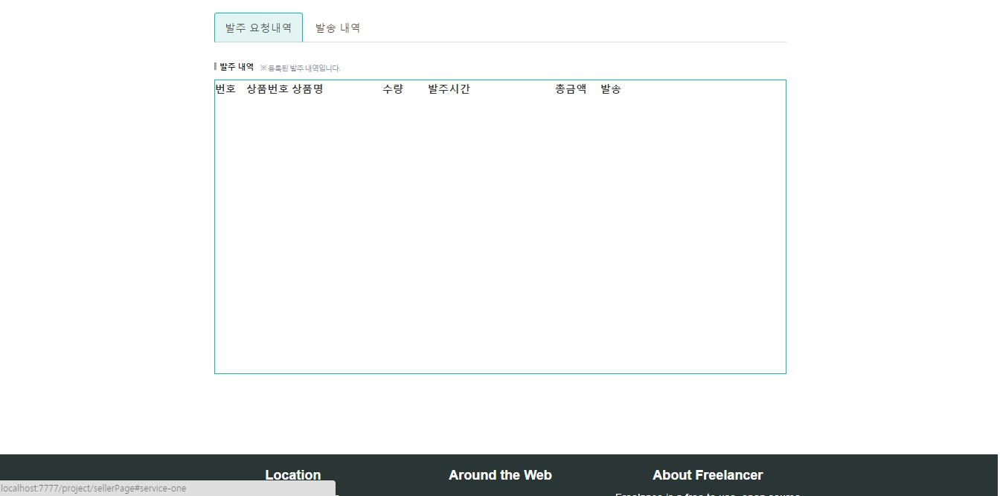 발주 요청내역 발송 내역
발주 내역 ※ 등록된 발주 내역입니다.
번호 상품번호 상품명 수량 발주시간 총금액 발송
Location Around the Web About Freelancer
localhost:7777/project/sellerPage#service-one
Freelance is a free to use, open source